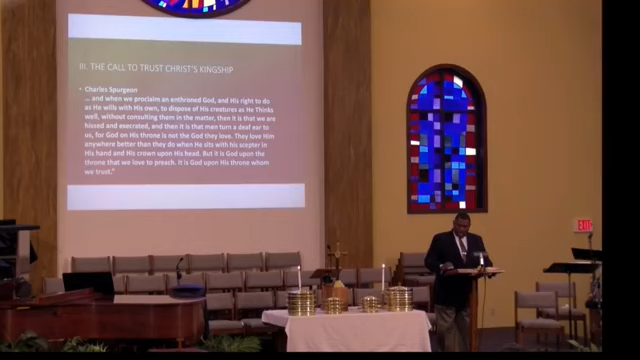 III. THE CALL TO TRUST CHRIST'S KINGSHIP
• Charles Spurgeon
... and when we proclaim an enthroned God, and His right to do
as He wills with His own, to dispose of His creatures as He Thinks
well, without consulting them in the matter, then it is that we are
hissed and execrated, and then it is that men turn a deaf ear to
us, for God on His throne is not the God they love. They love Him
anywhere better than they do when He sits with his scepter in
His hand and His crown upon His head. But it is God upon the
throne that we love to preach. It is God upon His throne whom
we trust."
EXIT